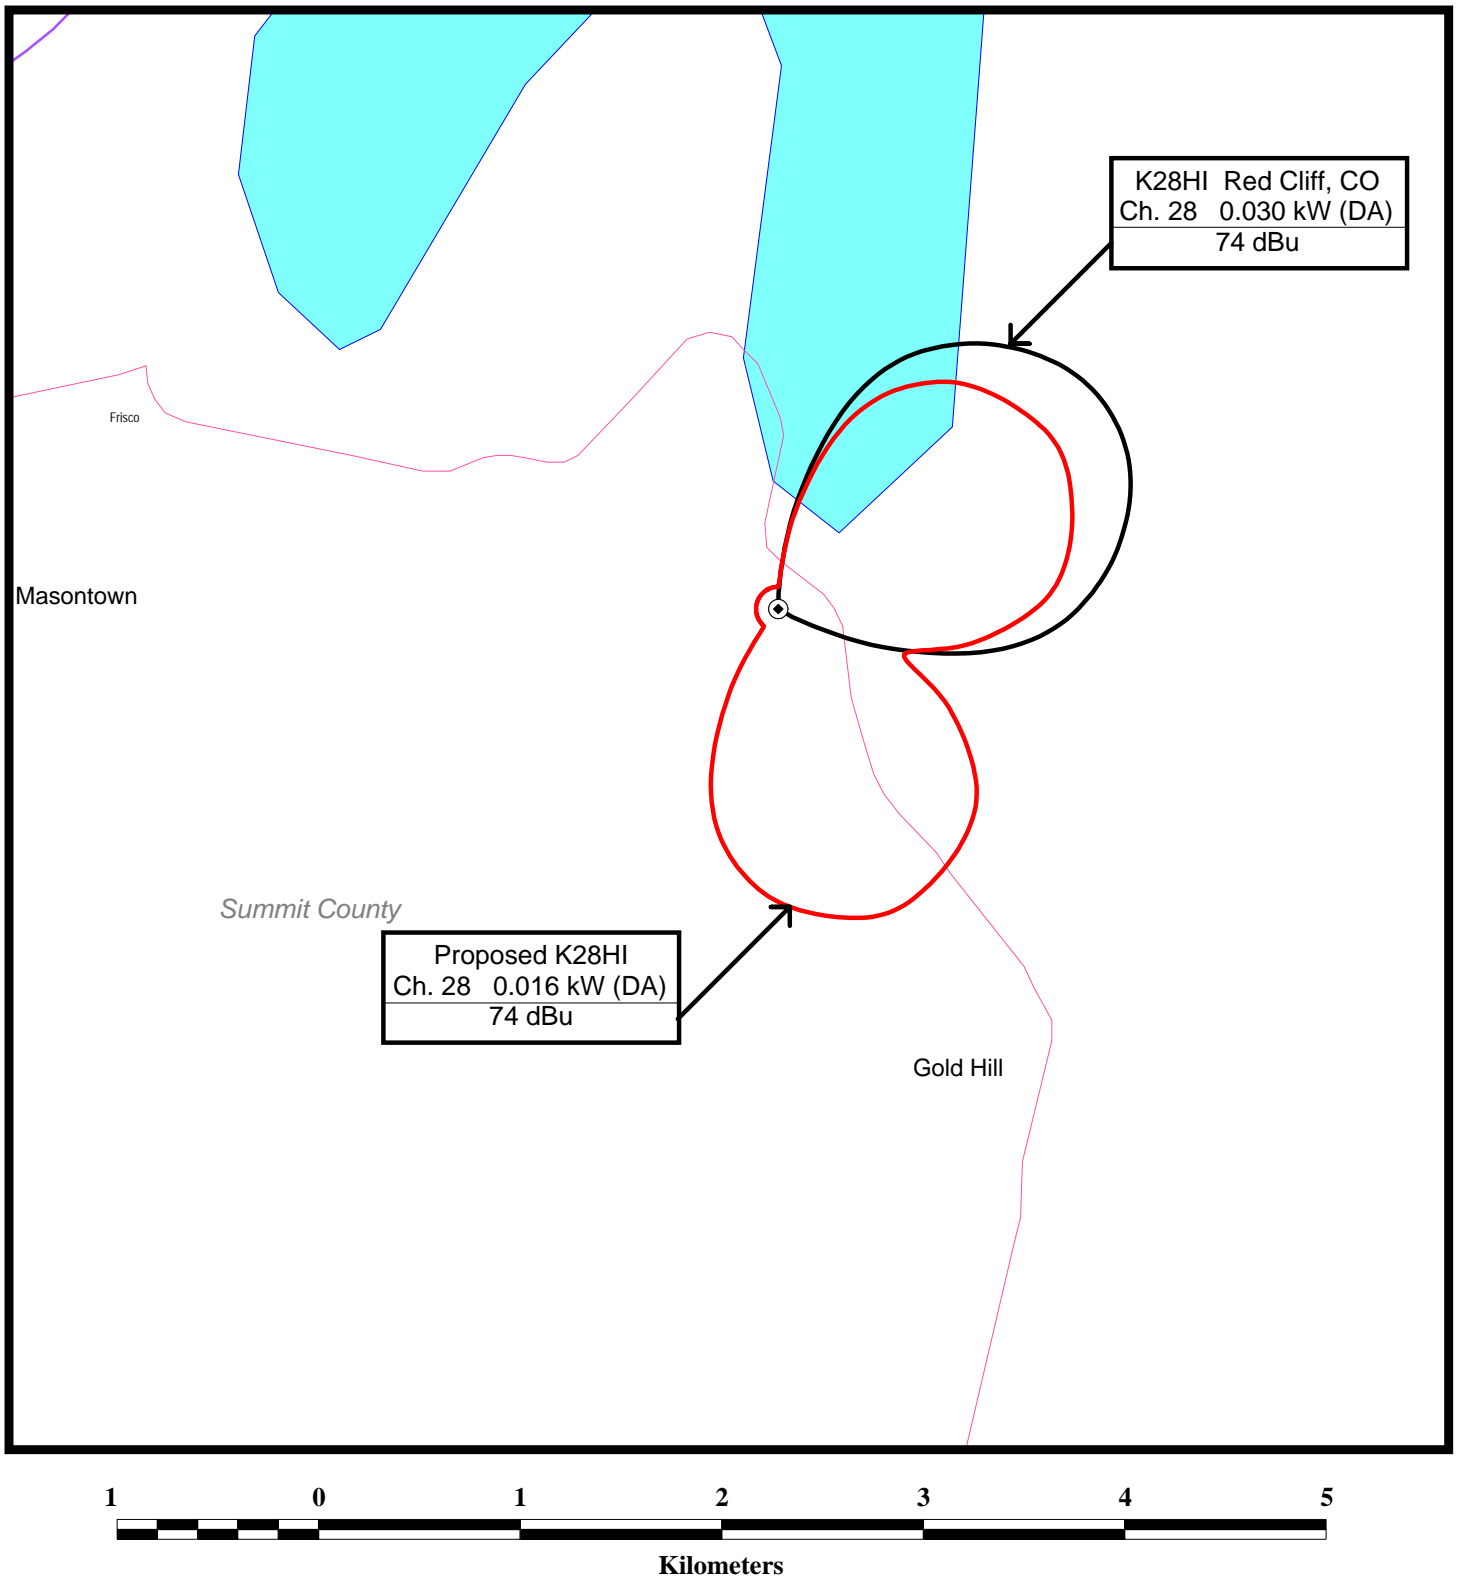 K28HI  Red Cliff, CO
Ch. 28   0.030 kW (DA)
74 dBu
Frisco
Masontown
Summit County
Proposed K28HI
Ch. 28   0.016 kW (DA)
74 dBu
Gold Hill
1 0 1 2 3 4 5
Kilometers